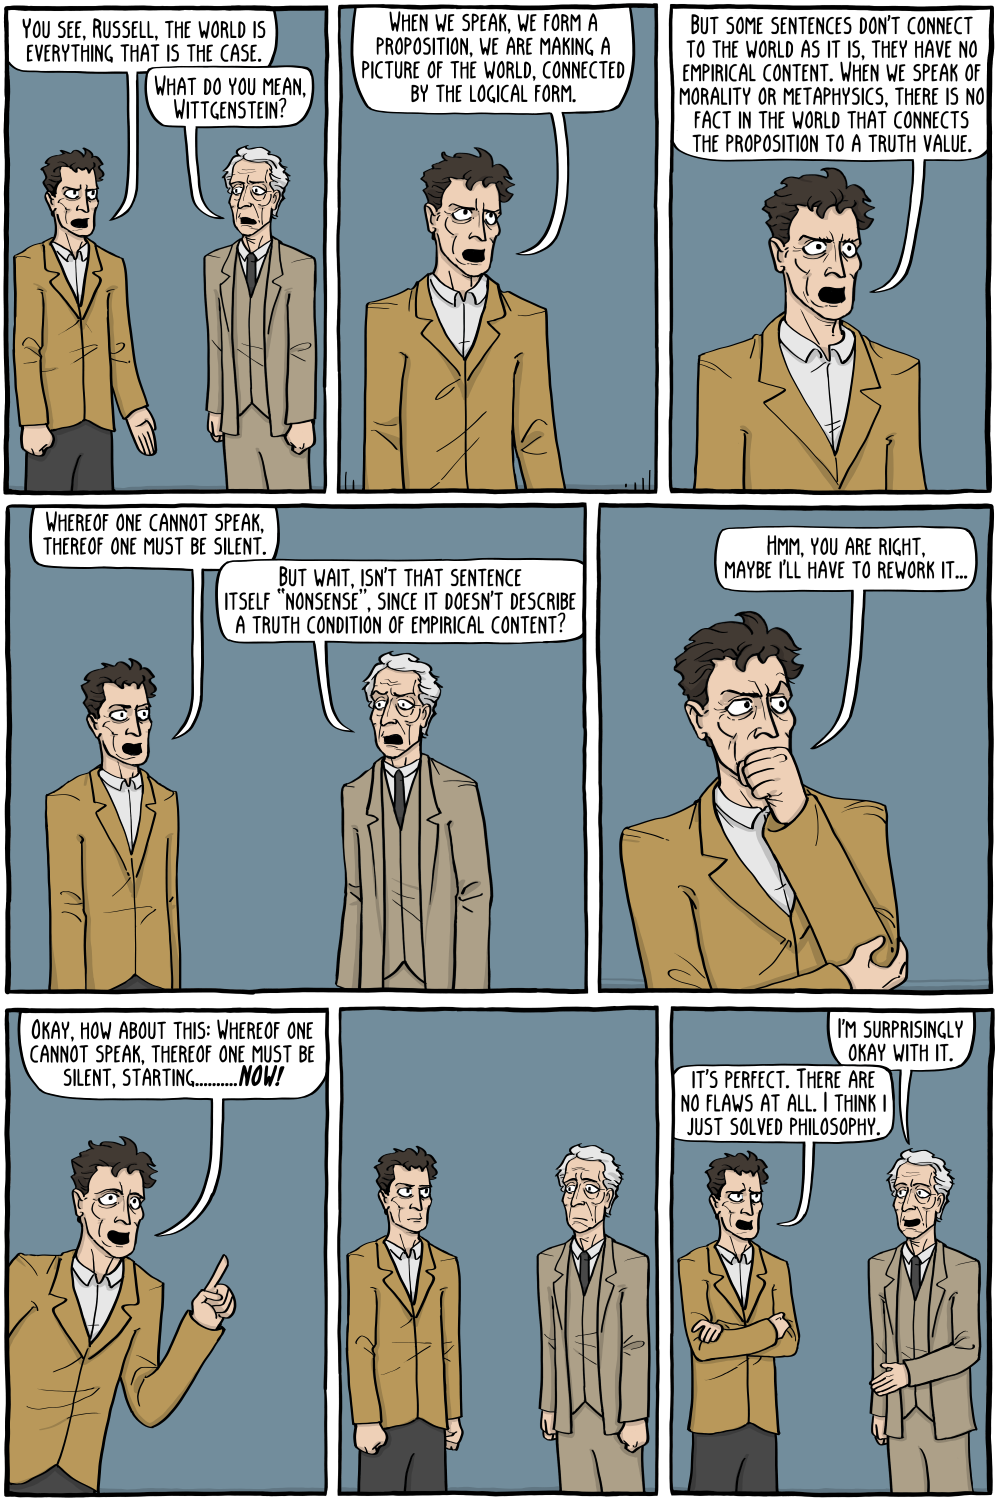 You see, Russell, the world is
everything that is the case.
What do you mean,
Wittgenstein?
When we speak, we form a
proposition, we are making a
picture of the world, connected
by the logical form.
But some sentences don't connect
to the world as it is, they have no
empirical content. When we speak of
morality or metaphysics, there is no
fact in the world that connects
the proposition to a truth value.
Whereof one cannot speak,
thereof one must be silent.
But wait, isn't that sentence
itself "nonsense", since it doesn't describe
a truth condition of empirical content?
Hmm, you are right,
maybe I'll have to rework it...
Okay, how about this: Whereof one
cannot speak, thereof one must be
silent, starting..........NOW!
I'm surprisingly
okay with it.
it's perfect. There are
no flaws at all. I think I
just solved philosophy.